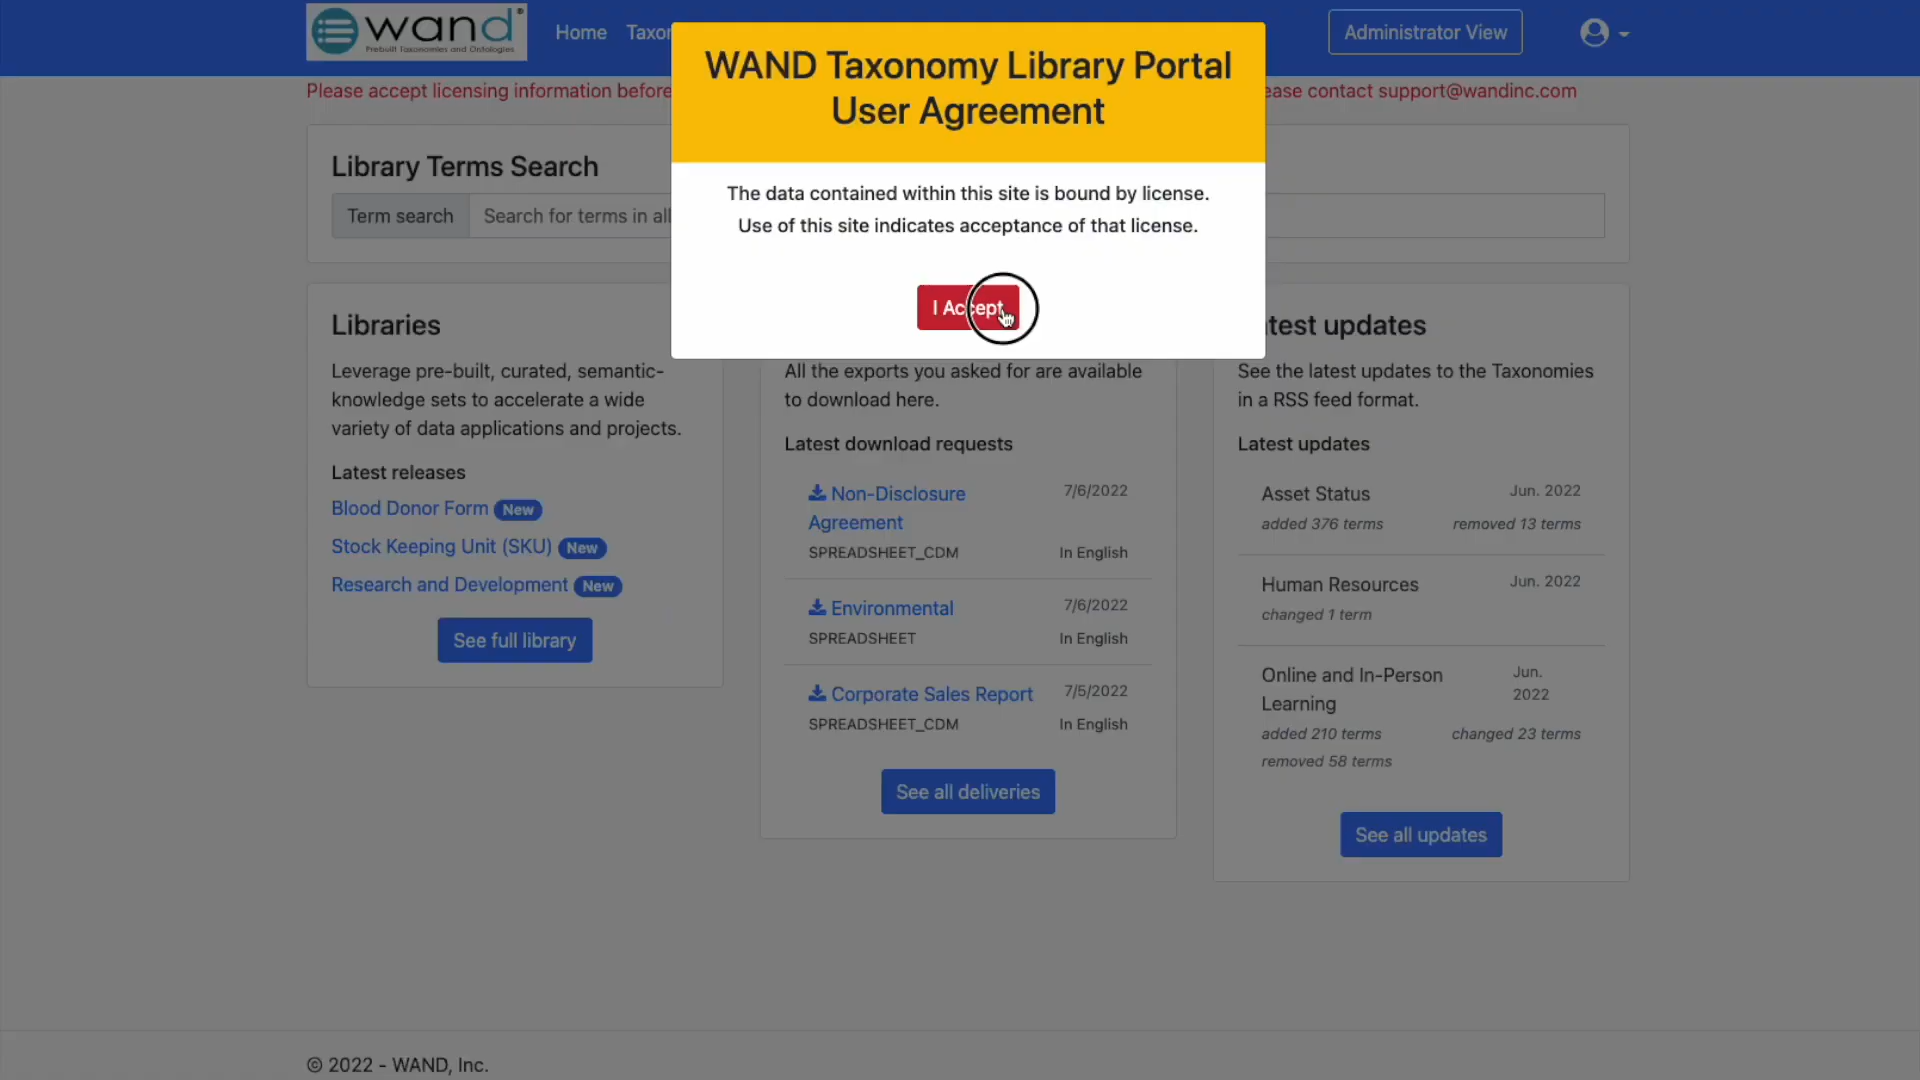 wand®
Prebuilt Taxonomies and Ontologies
Home
Administrator View
WAND Taxonomy Library Portal
User Agreement
The data contained within this site is bound by license.
Use of this site indicates acceptance of that license.
I Accept
Please accept licensing information before
contact support@wandinc.com
Library Terms Search
Term search
Search for terms in all
Libraries
Leverage pre-built, curated, semantic-
knowledge sets to accelerate a wide
variety of data applications and projects.
Latest releases
Blood Donor Form New
Stock Keeping Unit (SKU) New
Research and Development New
See full library
All the exports you asked for are available
to download here.
Latest download requests
Non-Disclosure 7/6/2022
Agreement
SPREADSHEET_CDM In English
Environmental 7/6/2022
SPREADSHEET In English
Corporate Sales Report 7/5/2022
SPREADSHEET_CDM In English
See all deliveries
updates
See the latest updates to the Taxonomies
in a RSS feed format.
Latest updates
Asset Status Jun. 2022
added 376 terms removed 13 terms
Human Resources Jun. 2022
changed 1 term
Online and In-Person Jun.
Learning 2022
added 210 terms changed 23 terms
removed 58 terms
See all updates
© 2022 - WAND, Inc.